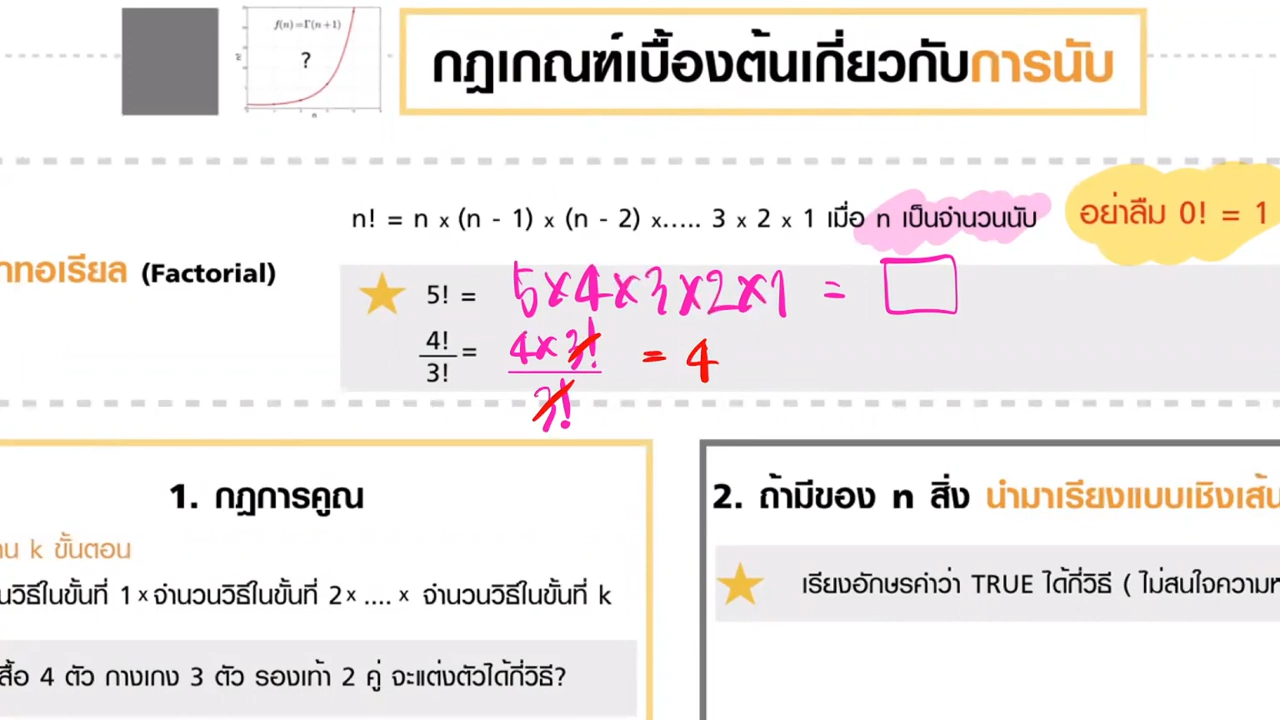 f(n)=Γ(n+1)
?
n!
n
กฎเกณฑ์เบื้องต้นเกี่ยวกับการนับ
n! = n x (n - 1) x (n - 2) x..... 3 x 2 x 1 เมื่อ n เป็นจำนวนนับ
อย่าลืม 0! = 1
ทอเรียล (Factorial)
5! = 5x4x3x2x1 =
4!/3! = 4x3!/3! = 4
1. กฎการคูณ
k ขั้นตอน
วิธีในขั้นที่ 1 x จำนวนวิธีในขั้นที่ 2 x .... x จำนวนวิธีในขั้นที่ k
4 ตัว กางเกง 3 ตัว รองเท้า 2 คู่ จะแต่งตัวได้กี่วิธี?
2. ถ้ามีของ n สิ่ง นำมาเรียงแบบเชิงเส้น
เรียงอักษรคำว่า TRUE ได้กี่วิธี ( ไม่สนใจความ